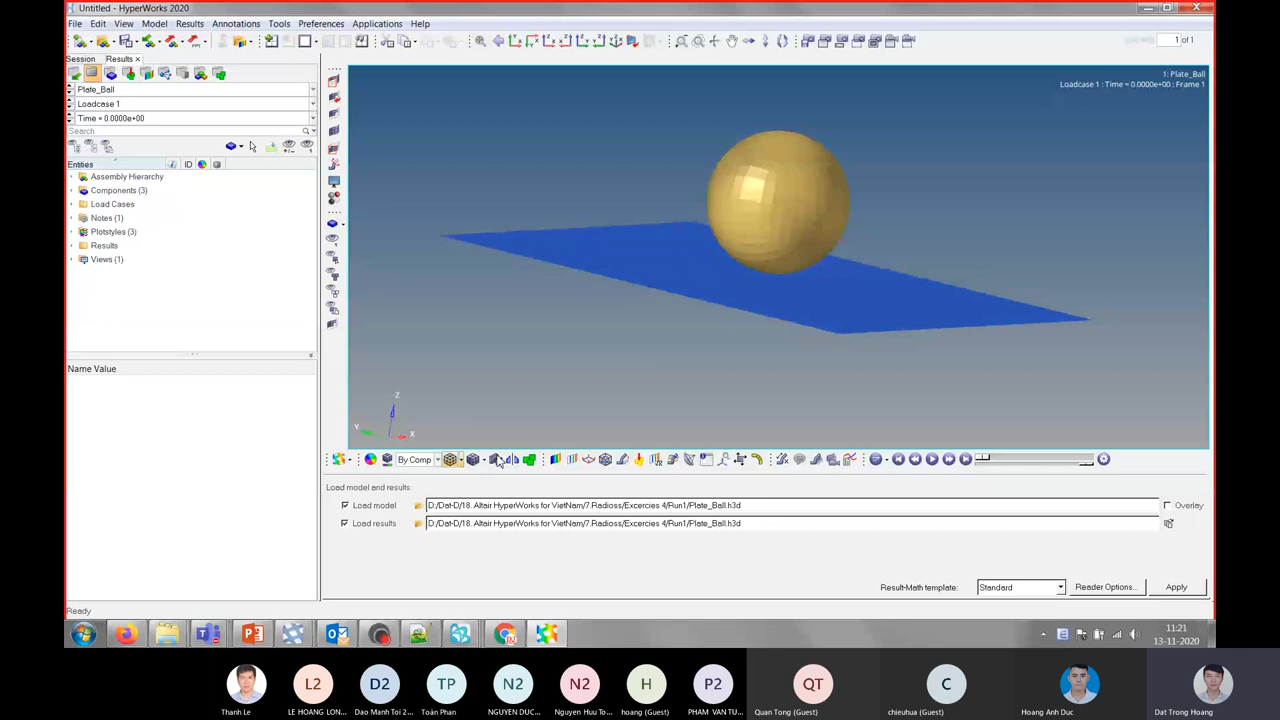 Untitled - HyperWorks 2020
File Edit View Model Results Annotations Tools Preferences Applications Help
1 of 1
Session Results ×
Plate_Ball
Loadcase 1
Time = 0.0000e+00
Search
Entities ID
Assembly Hierarchy
Components (3)
Load Cases
Notes (1)
Plotstyles (3)
Results
Views (1)
Name Value
1: Plate_Ball
Loadcase 1 : Time = 0.0000e+00 : Frame 1
Z
Y
X
By Comp
Load model and results:
Load model D:/Dat-D/18. Altair HyperWorks for VietNam/7.Radioss/Excercies 4/Run1/Plate_Ball.h3d Overlay
Load results D:/Dat-D/18. Altair HyperWorks for VietNam/7.Radioss/Excercies 4/Run1/Plate_Ball.h3d
Result-Math template: Standard Reader Options... Apply
Ready
11:21
13-11-2020
L2 D2 TP N2 N2 H P2 QT C
Thanh Le LE HOANG LON... Dao Manh Toi 2... Toàn Phan NGUYEN DUC... Nguyen Huu To... hoang (Guest) PHAM VAN TU... Quan Tong (Guest) chieuhua (Guest) Hoang Anh Duc Dat Trong Hoang